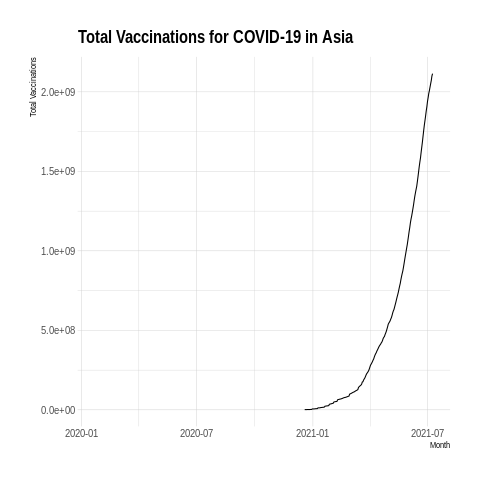 Total Vaccinations for COVID-19 in Asia
Total Vaccinations
2.0e+09
1.5e+09
1.0e+09
5.0e+08
0.0e+00
2020-01 2020-07 2021-01 2021-07
Month